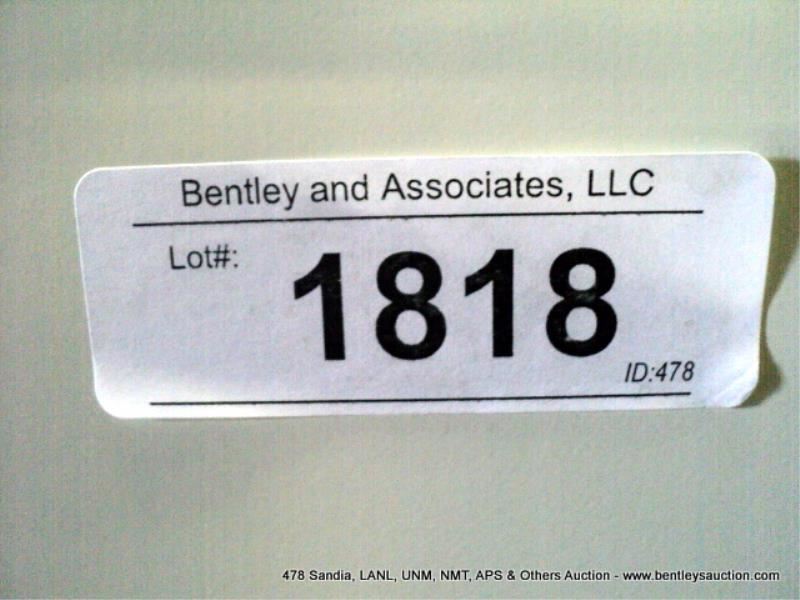 Bentley and Associates, LLC
Lot#:
1818
ID:478
478 Sandia, LANL, UNM, NMT, APS & Others Auction - www.bentleysauction.com